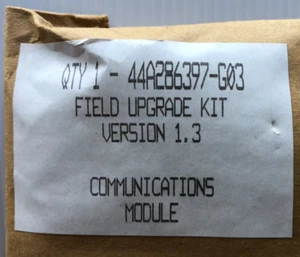 QTY 1 - 44A286397-G03
FIELD UPGRADE KIT
VERSION 1.3
COMMUNICATIONS
MODULE